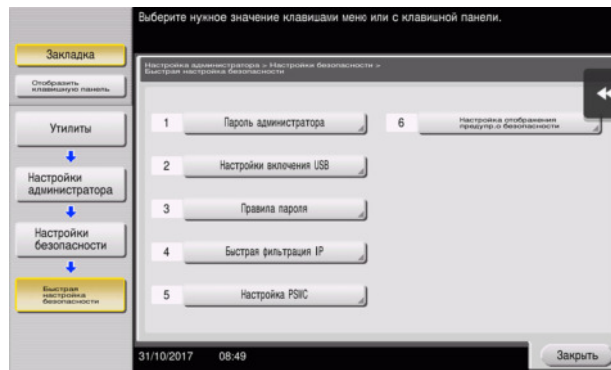 Выберите нужное значение клавишами меню или с клавишной панели.
Закладка
Отобразить
клавишную панель
Утилиты
Настройки
администратора
Настройки
безопасности
Быстрая
настройка
безопасности
Настройка администратора > Настройки безопасности >
Быстрая настройка безопасности
1 Пароль администратора
2 Настройки включения USB
3 Правила пароля
4 Быстрая фильтрация IP
5 Настройка PSWC
6 Настройка отображения
предупр.о безопасности
31/10/2017 08:49
Закрыть